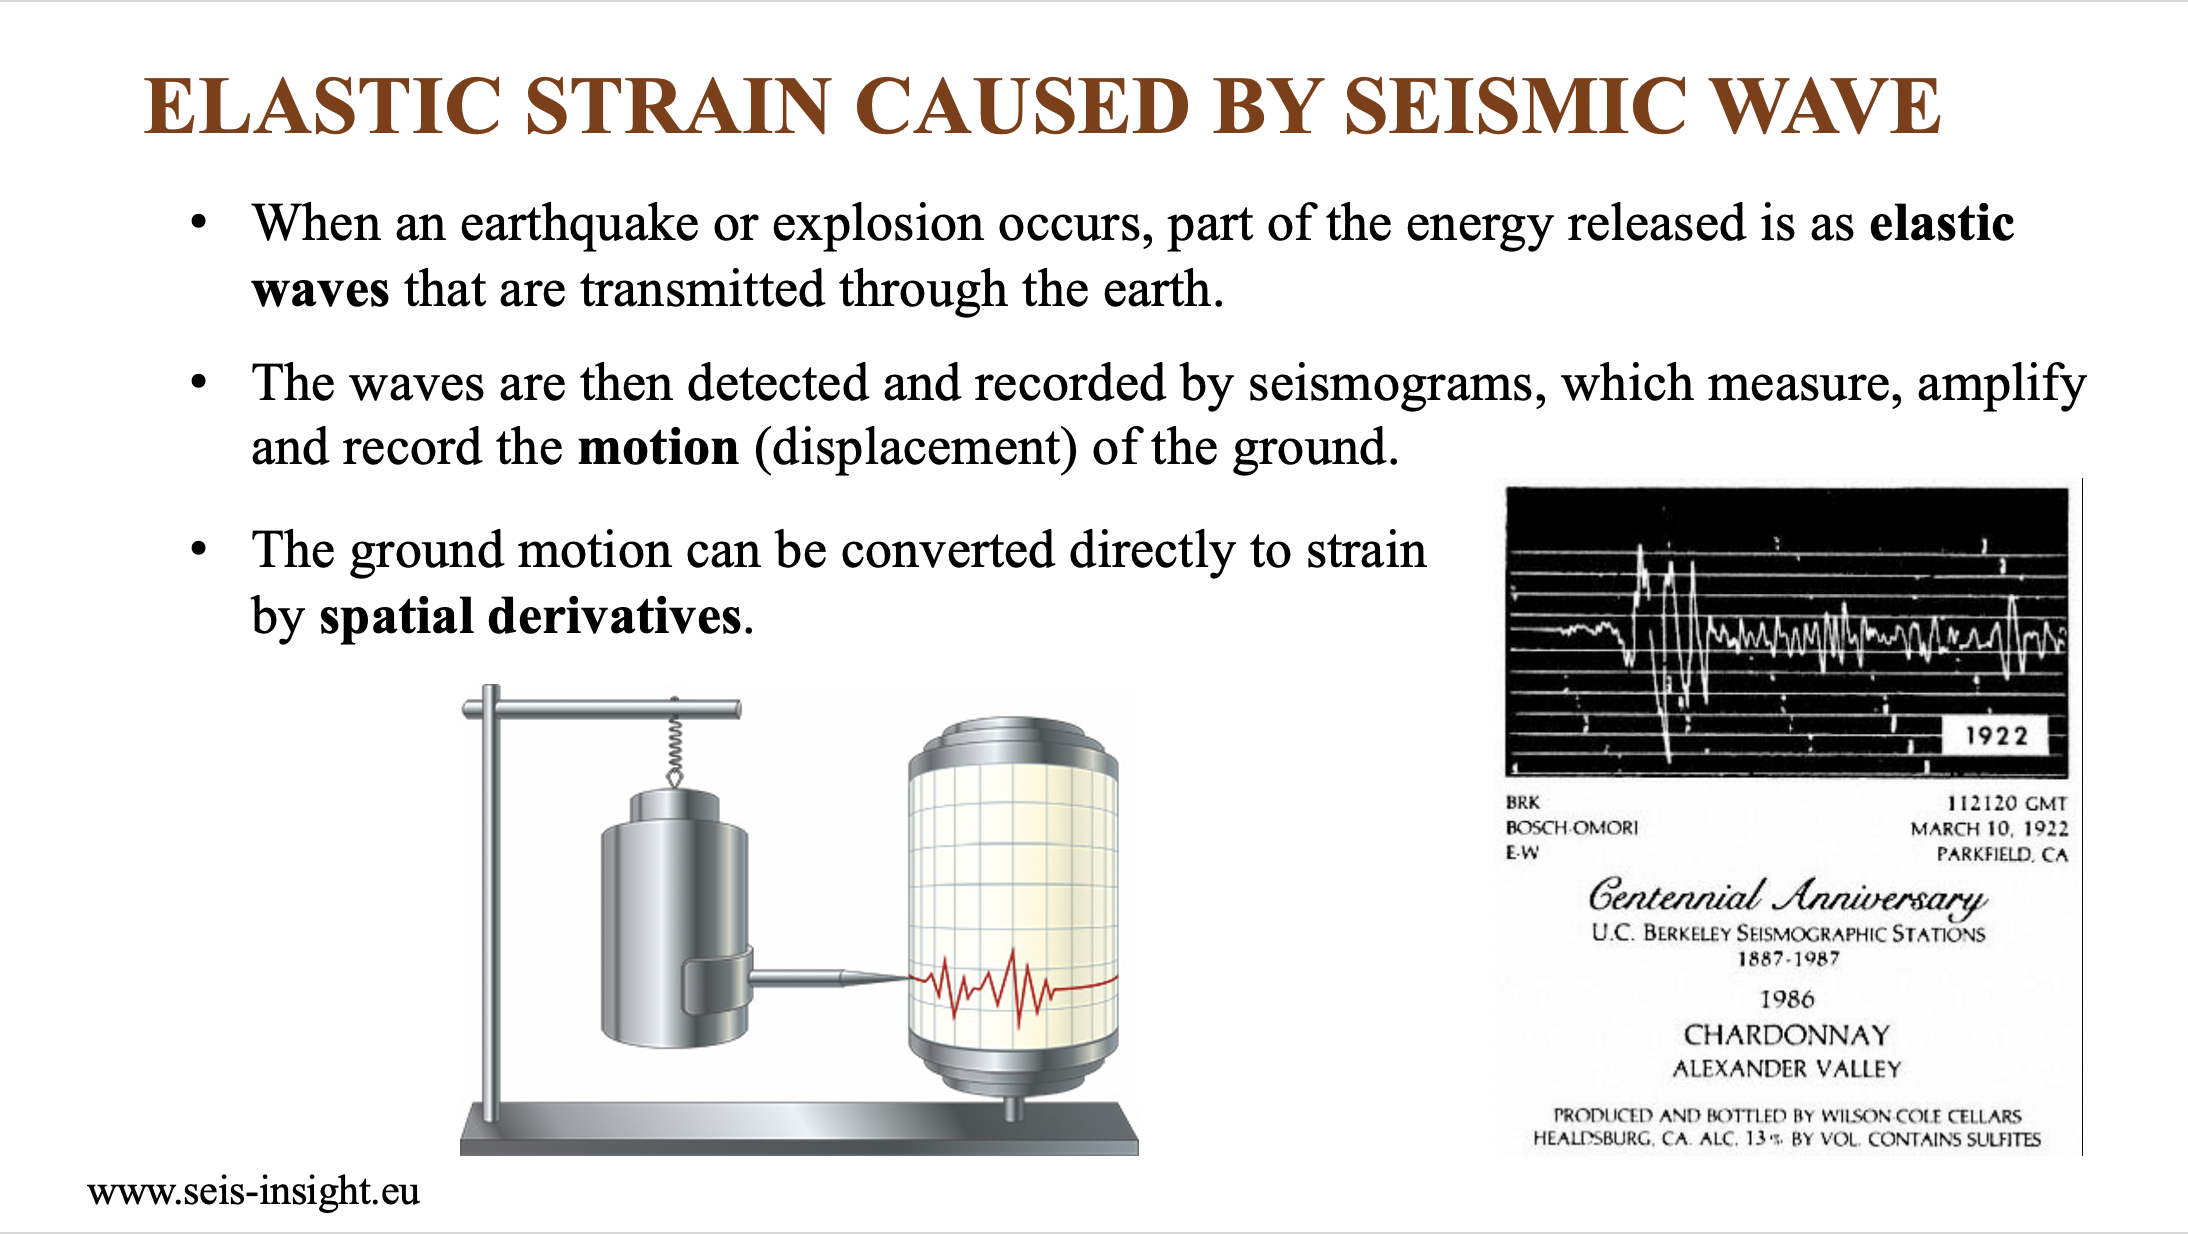 ELASTIC STRAIN CAUSED BY SEISMIC WAVE
• When an earthquake or explosion occurs, part of the energy released is as elastic
waves that are transmitted through the earth.
• The waves are then detected and recorded by seismograms, which measure, amplify
and record the motion (displacement) of the ground.
• The ground motion can be converted directly to strain
by spatial derivatives.
1922
BRK 112120 GMT
BOSCH-OMORI MARCH 10, 1922
E-W PARKFIELD, CA
Centennial Anniversary
U.C. BERKELEY SEISMOGRAPHIC STATIONS
1887-1987
1986
CHARDONNAY
ALEXANDER VALLEY
PRODUCED AND BOTTLED BY WILSON-COLE CELLARS
HEALDSBURG, CA. ALC. 13% BY VOL. CONTAINS SULFITES
www.seis-insight.eu